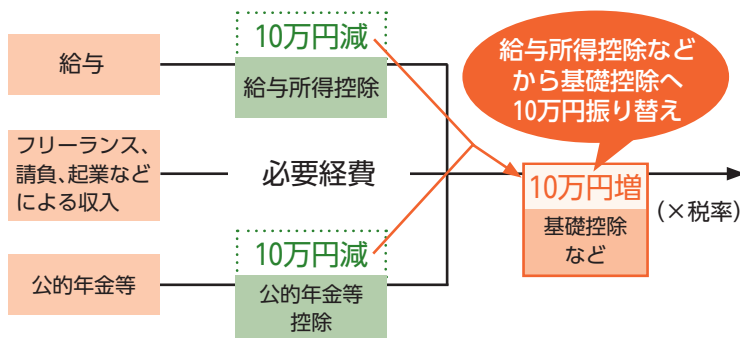 給与
10万円減
給与所得控除
給与所得控除など
から基礎控除へ
10万円振り替え
フリーランス、
請負、起業など
による収入
必要経費
10万円増
基礎控除
など
(×税率)
公的年金等
10万円減
公的年金等
控除